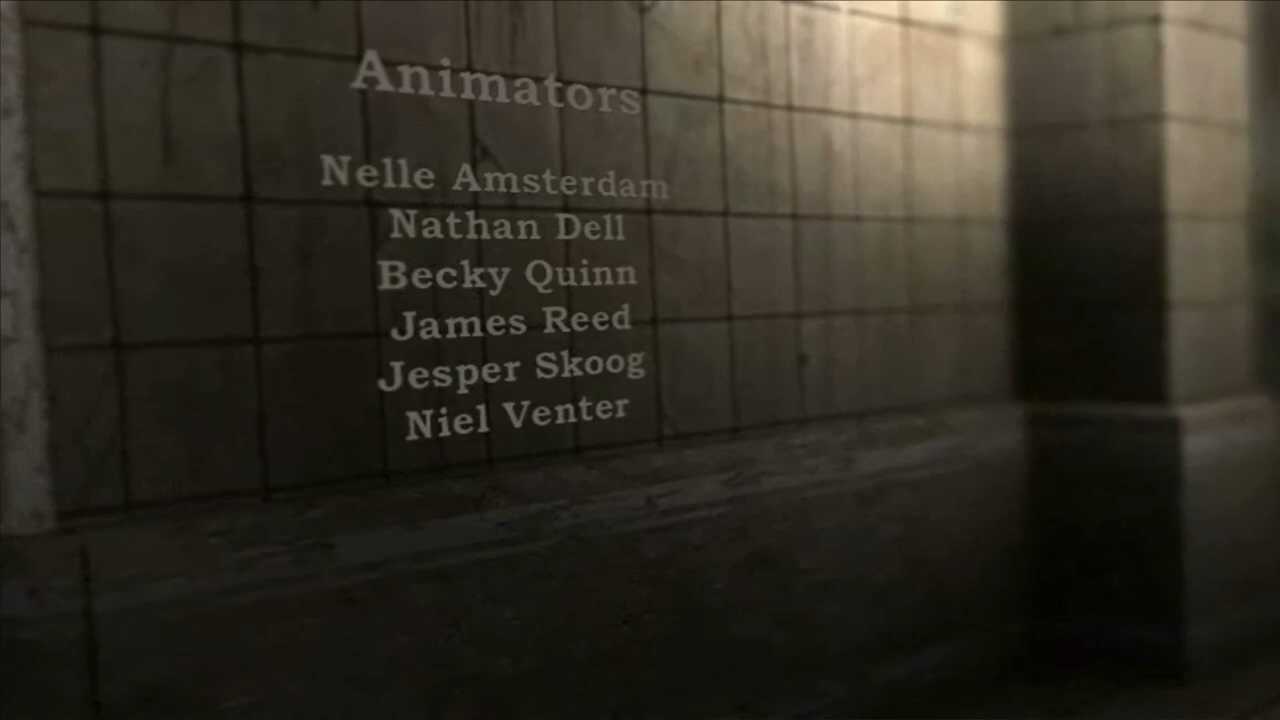 Animators
Nelle Amsterdam
Nathan Dell
Becky Quinn
James Reed
Jesper Skoog
Niel Venter